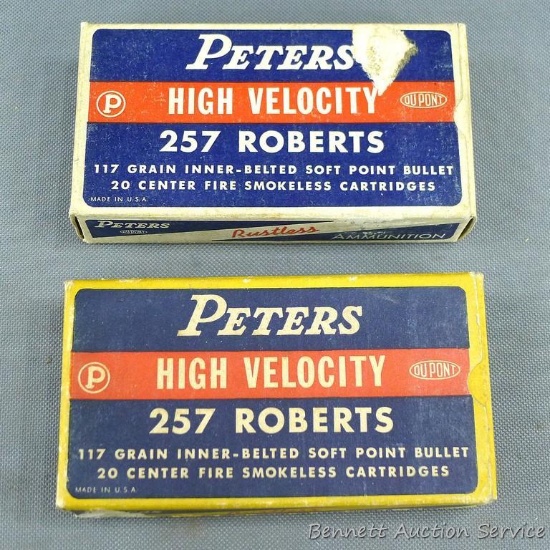 PETERS
P HIGH VELOCITY DU PONT
257 ROBERTS
117 GRAIN INNER-BELTED SOFT POINT BULLET
20 CENTER FIRE SMOKELESS CARTRIDGES
MADE IN U.S.A.
PETERS Rustless AMMUNITION
DU PONT
PETERS
P HIGH VELOCITY DU PONT
257 ROBERTS
117 GRAIN INNER-BELTED SOFT POINT BULLET
20 CENTER FIRE SMOKELESS CARTRIDGES
MADE IN U.S.A.
Bennett Auction Service